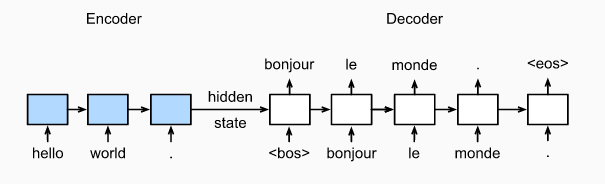 Encoder Decoder
bonjour le monde . <eos>
hidden
state
hello world . <bos> bonjour le monde .